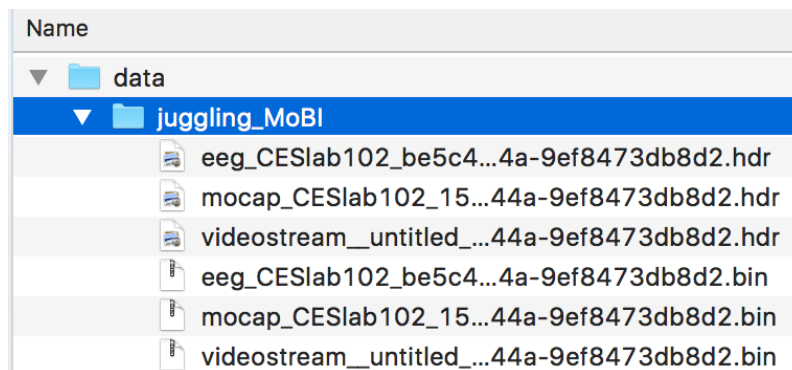 Name
data
juggling_MoBI
eeg_CESlab102_be5c4...4a-9ef8473db8d2.hdr
mocap_CESlab102_15...44a-9ef8473db8d2.hdr
videostream__untitled_...44a-9ef8473db8d2.hdr
eeg_CESlab102_be5c4...4a-9ef8473db8d2.bin
mocap_CESlab102_15...44a-9ef8473db8d2.bin
videostream__untitled_...44a-9ef8473db8d2.bin